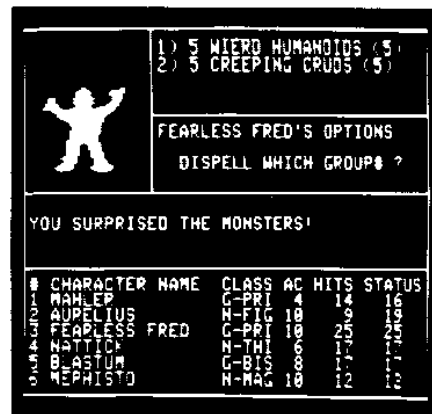 1) 5 WIERD HUMANOIDS (5)
2) 5 CREEPING CRUDS (5)
FEARLESS FRED'S OPTIONS
DISPELL WHICH GROUP# ?
YOU SURPRISED THE MONSTERS!
# CHARACTER NAME CLASS AC HITS STATUS
1 MAHLER G-PRI 4 14 16
2 AURELIUS N-FIG 10 9 19
3 FEARLESS FRED G-PRI 10 25 25
4 NATTICK N-THI 6 17 17
5 BLASTUM G-BIS 8 17 17
6 MEPHISTO N-MAG 10 12 12